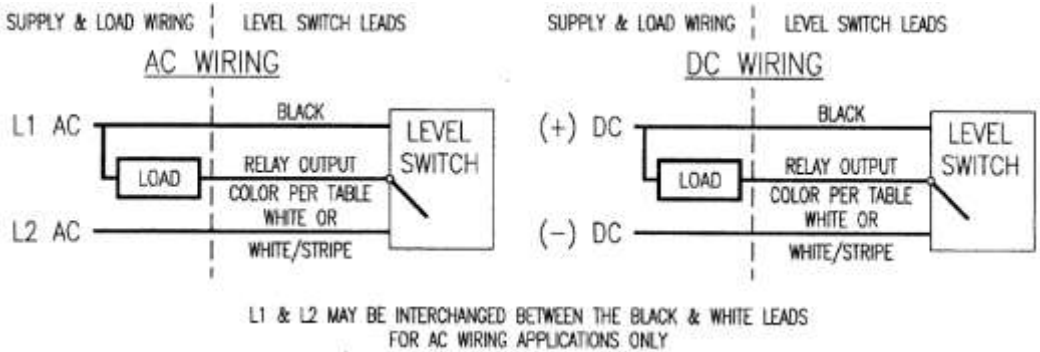 SUPPLY & LOAD WIRING LEVEL SWITCH LEADS
AC WIRING
L1 AC
BLACK
LEVEL
SWITCH
LOAD
RELAY OUTPUT
COLOR PER TABLE
L2 AC
WHITE OR
WHITE/STRIPE
SUPPLY & LOAD WIRING LEVEL SWITCH LEADS
DC WIRING
(+) DC
BLACK
LEVEL
SWITCH
LOAD
RELAY OUTPUT
COLOR PER TABLE
(-) DC
WHITE OR
WHITE/STRIPE
L1 & L2 MAY BE INTERCHANGED BETWEEN THE BLACK & WHITE LEADS
FOR AC WIRING APPLICATIONS ONLY